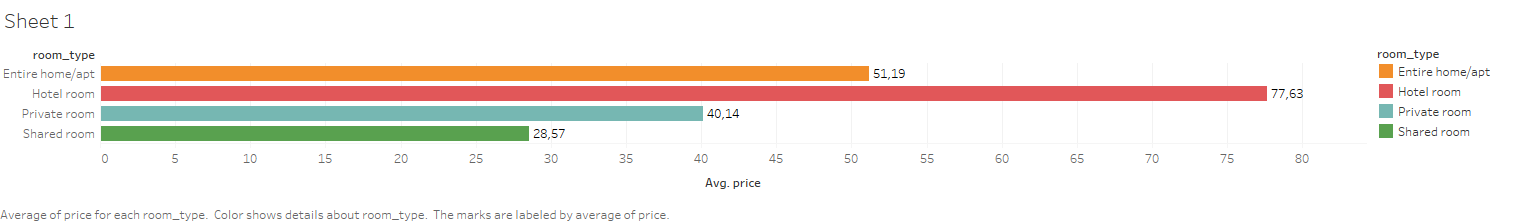 Sheet 1
room_type
Entire home/apt 51,19
Hotel room 77,63
Private room 40,14
Shared room 28,57
0 5 10 15 20 25 30 35 40 45 50 55 60 65 70 75 80
Avg. price
room_type
Entire home/apt
Hotel room
Private room
Shared room
Average of price for each room_type. Color shows details about room_type. The marks are labeled by average of price.